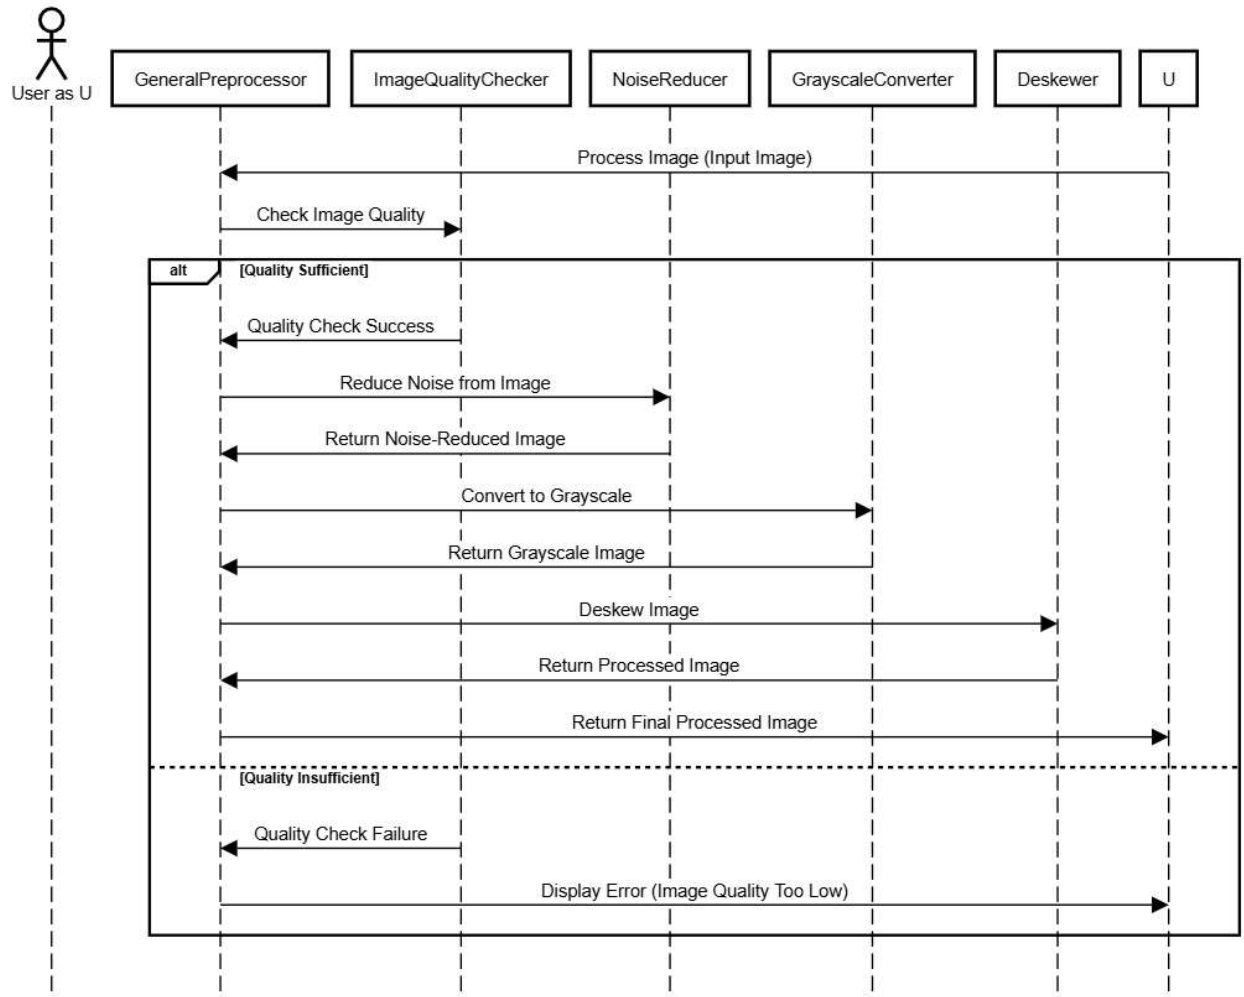 User as U
GeneralPreprocessor
ImageQualityChecker
NoiseReducer
GrayscaleConverter
Deskewer
U
Process Image (Input Image)
Check Image Quality
alt
[Quality Sufficient]
Quality Check Success
Reduce Noise from Image
Return Noise-Reduced Image
Convert to Grayscale
Return Grayscale Image
Deskew Image
Return Processed Image
Return Final Processed Image
[Quality Insufficient]
Quality Check Failure
Display Error (Image Quality Too Low)